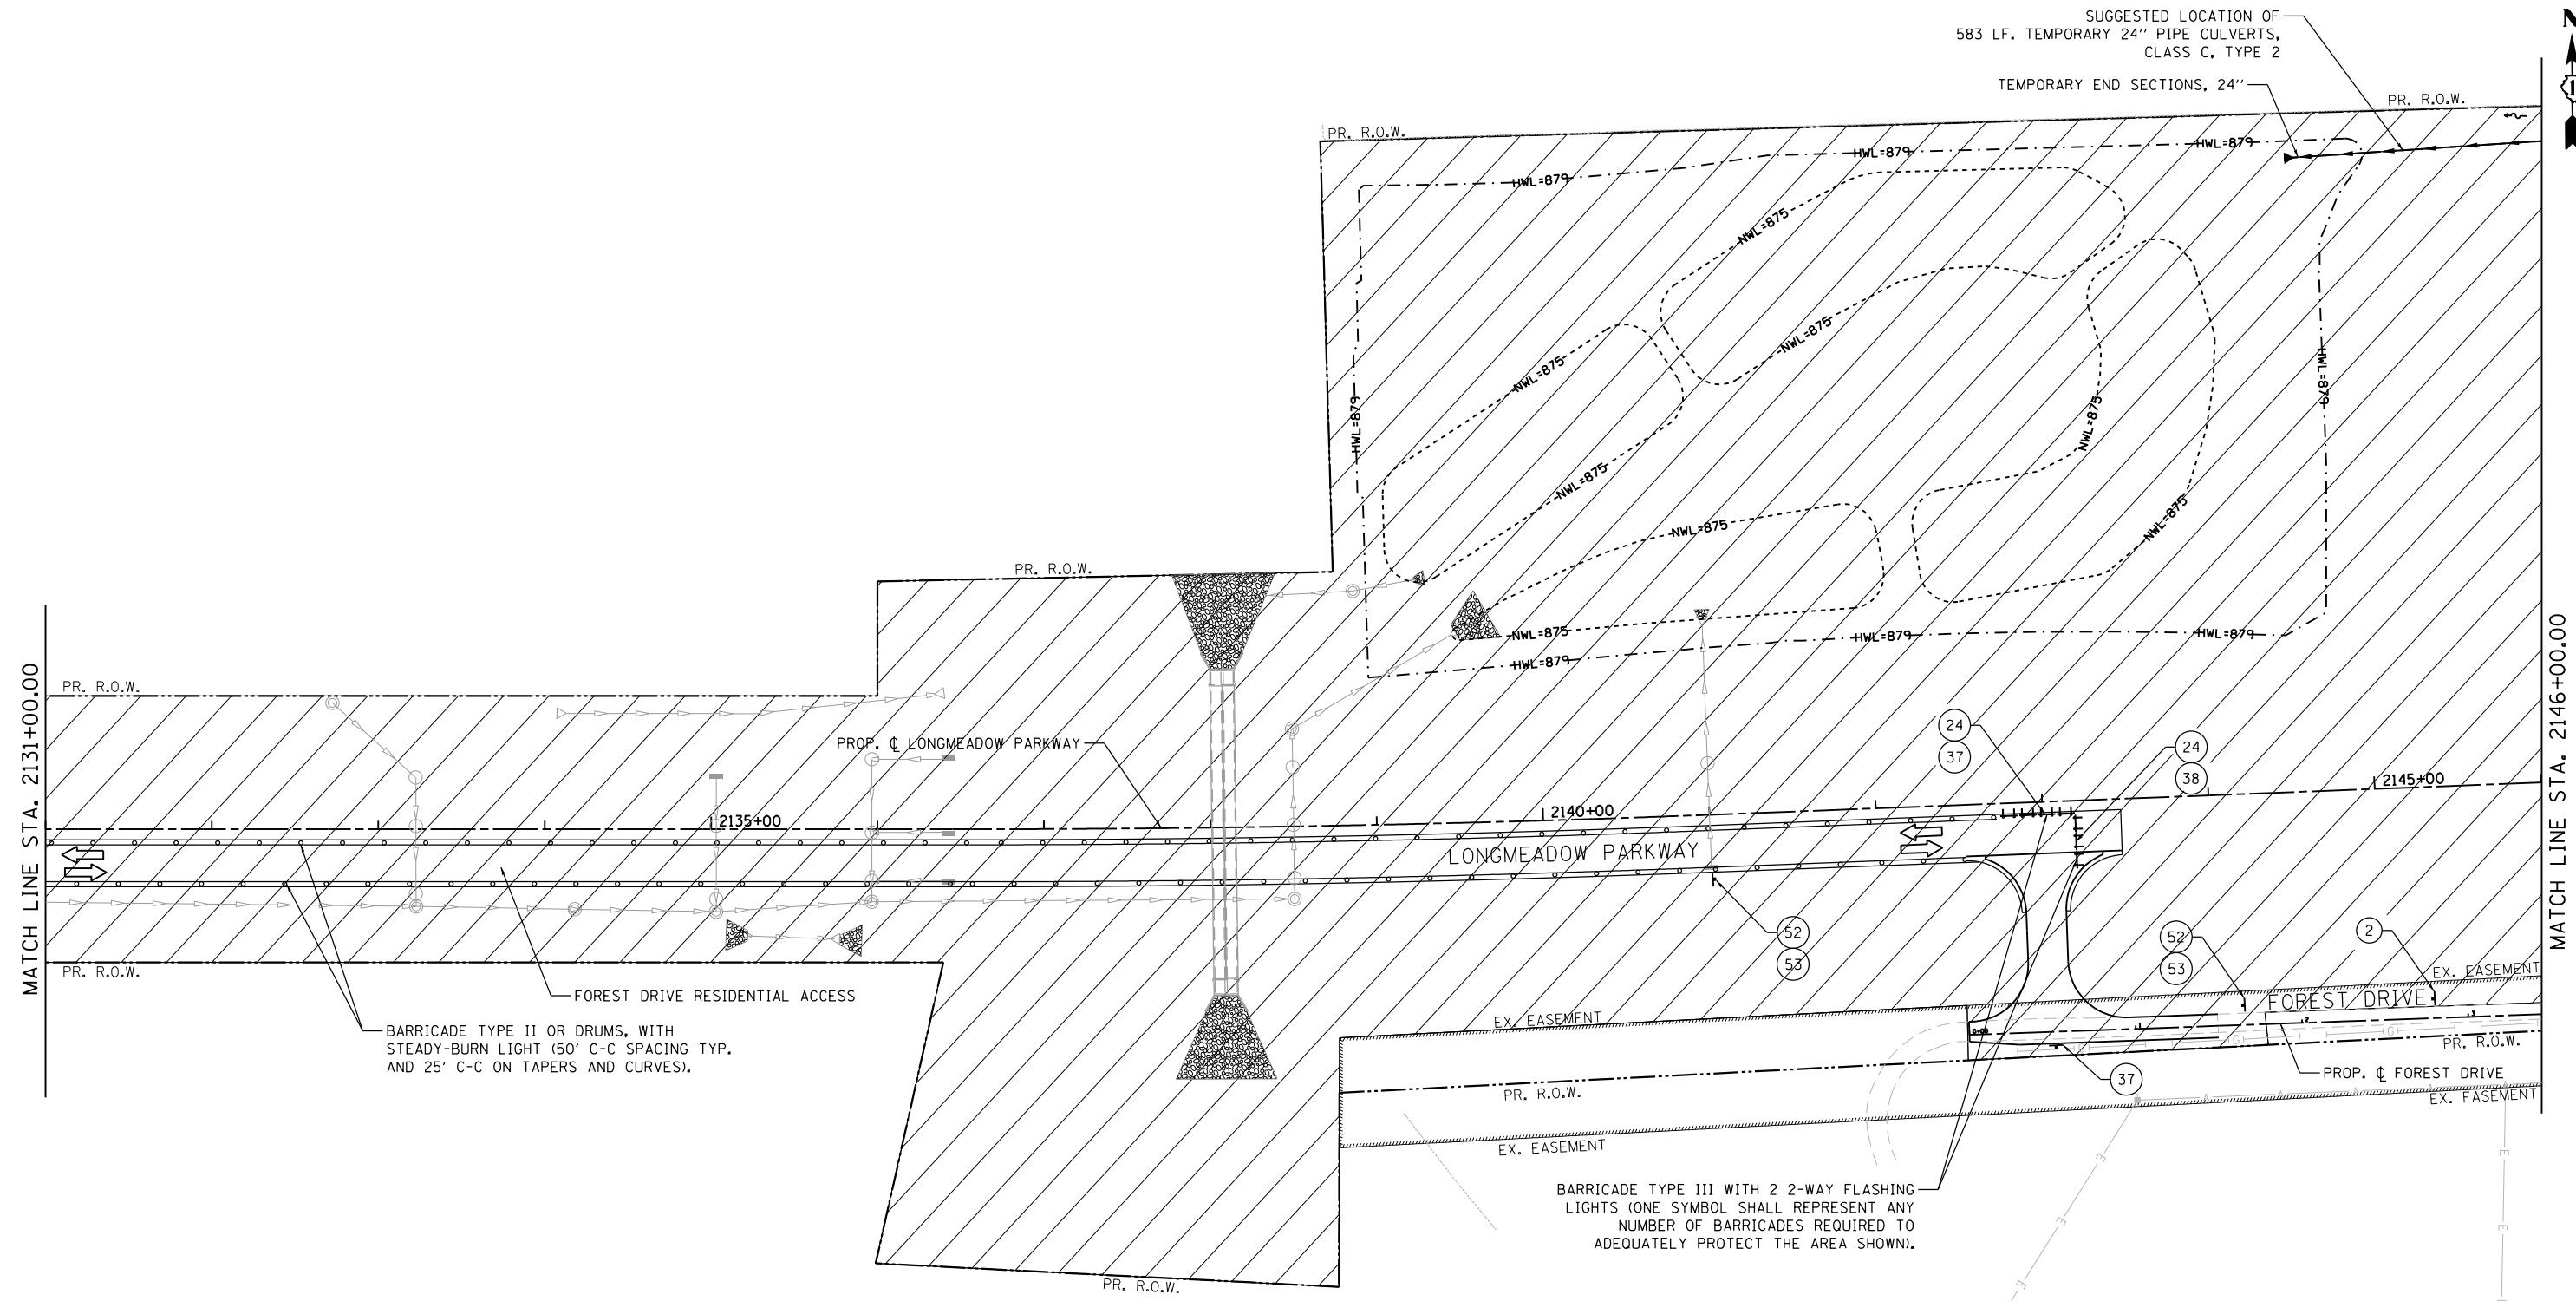 SUGGESTED LOCATION OF
583 LF. TEMPORARY 24" PIPE CULVERTS,
CLASS C, TYPE 2
TEMPORARY END SECTIONS, 24"
N
PR. R.O.W.
PR. R.O.W.
HWL=879
HWL=879
HWL=879
NWL=875
NWL=875
NWL=875
HWL=879
HWL=879
NWL=875
NWL=875
NWL=875
NWL=875
PR. R.O.W.
NWL=875
HWL=879
HWL=879
HWL=879
MATCH LINE STA. 2131+00.00
MATCH LINE STA. 2146+00.00
PR. R.O.W.
PROP. ℄ LONGMEADOW PARKWAY
24
37
24
38
2135+00
2140+00
2145+00
LONGMEADOW PARKWAY
52
53
52
53
2
PR. R.O.W.
FOREST DRIVE RESIDENTIAL ACCESS
BARRICADE TYPE II OR DRUMS, WITH
STEADY-BURN LIGHT (50' C-C SPACING TYP.
AND 25' C-C ON TAPERS AND CURVES).
EX. EASEMENT
FOREST DRIVE
EX. EASEMENT
0+00
1
2
3
G
G
PR. R.O.W.
PROP. ℄ FOREST DRIVE
37
PR. R.O.W.
EX. EASEMENT
EX. EASEMENT
BARRICADE TYPE III WITH 2 2-WAY FLASHING
LIGHTS (ONE SYMBOL SHALL REPRESENT ANY
NUMBER OF BARRICADES REQUIRED TO
ADEQUATELY PROTECT THE AREA SHOWN).
E
E
E
E
E
PR. R.O.W.